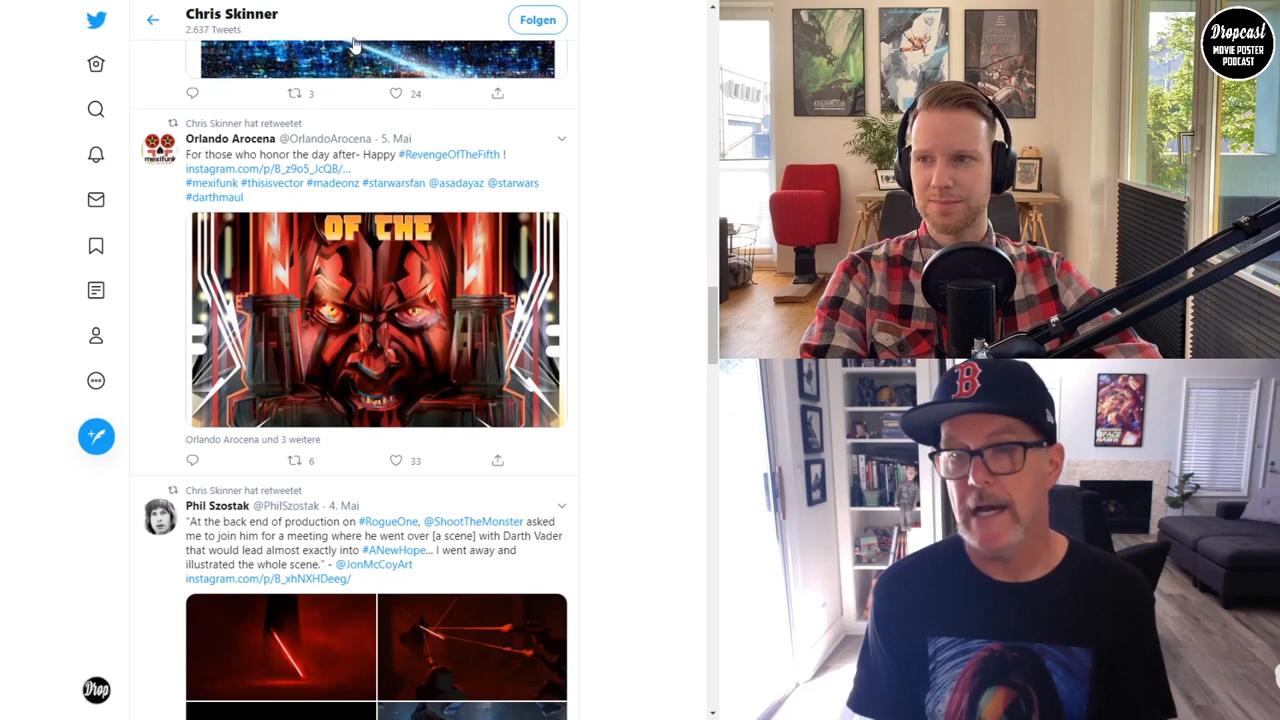 Chris Skinner
2.637 Tweets
Folgen
3
24
Chris Skinner hat retweetet
Orlando Arocena @OrlandoArocena · 5. Mai
For those who honor the day after- Happy #RevengeOfTheFifth !
instagram.com/p/B_z9o5_JcQB/...
#mexifunk #thisisvector #madeonz #starwarsfan @asadayaz @starwars
#darthmaul
mexifunk
OF THE
Orlando Arocena und 3 weitere
6
33
Chris Skinner hat retweetet
Phil Szostak @PhilSzostak · 4. Mai
"At the back end of production on #RogueOne, @ShootTheMonster asked
me to join him for a meeting where he went over [a scene] with Darth Vader
that would lead almost exactly into #ANewHope... I went away and
illustrated the whole scene." - @JonMcCoyArt
instagram.com/p/B_xhNXHDeeg/
Drop
Dropcast
MOVIE POSTER
PODCAST
B